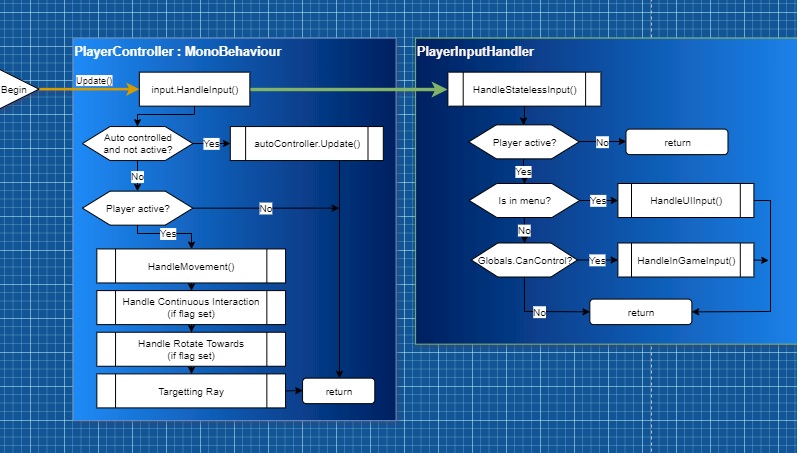 PlayerController : MonoBehaviour
Begin
Update()
input.HandleInput()
Auto controlled
and not active?
Yes
autoController.Update()
No
Player active?
No
Yes
HandleMovement()
Handle Continuous Interaction
(if flag set)
Handle Rotate Towards
(if flag set)
Targetting Ray
return
PlayerInputHandler
HandleStatelessInput()
Player active?
No
return
Yes
Is in menu?
Yes
HandleUIInput()
No
Globals.CanControl?
Yes
HandleInGameInput()
No
return